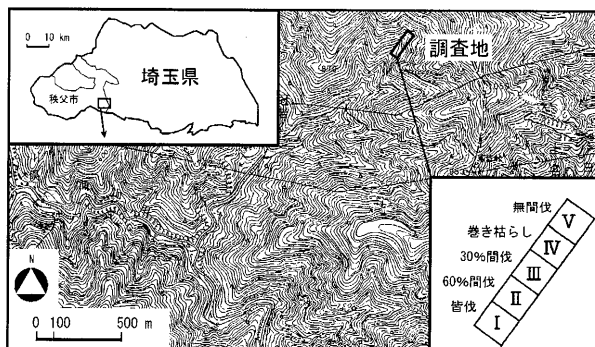 0 10 km
埼玉県
秩父市
調査地
無間伐
巻き枯らし
30%間伐
60%間伐
皆伐
V
IV
III
II
I
N
0 100 500 m